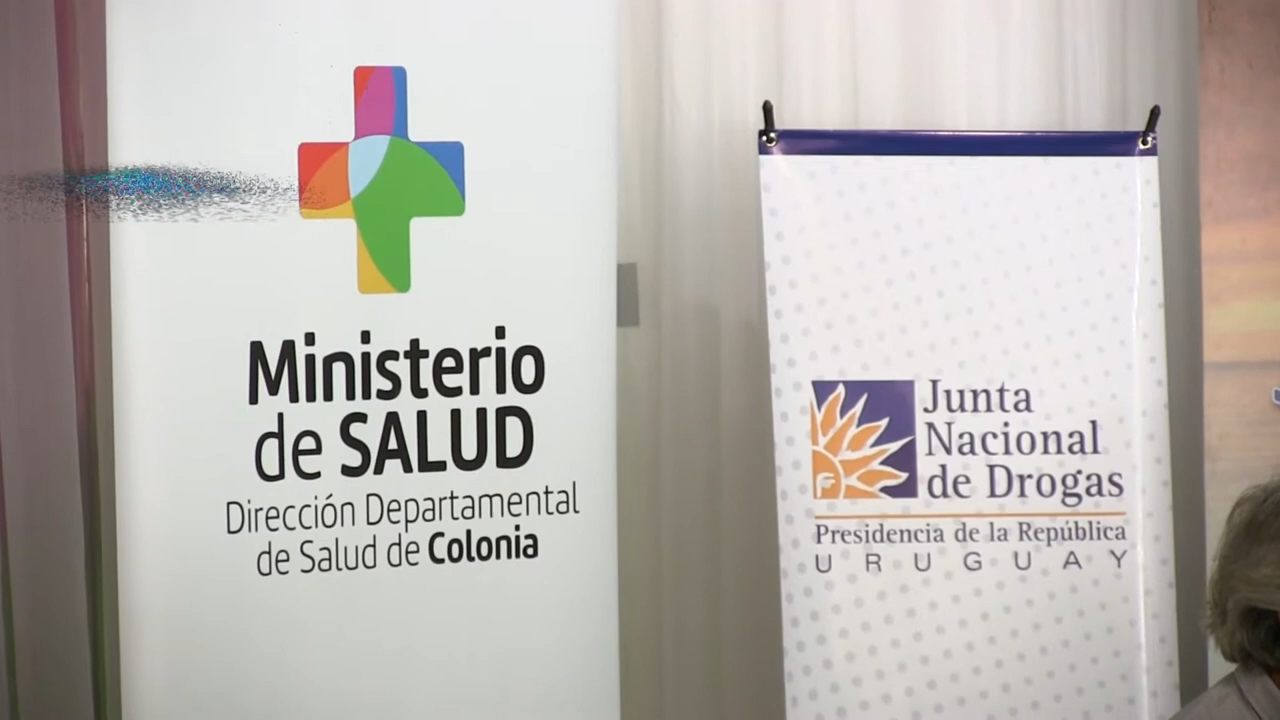 Ministerio
de SALUD
Dirección Departamental
de Salud de Colonia
Junta
Nacional
de Drogas
Presidencia de la República
URUGUAY